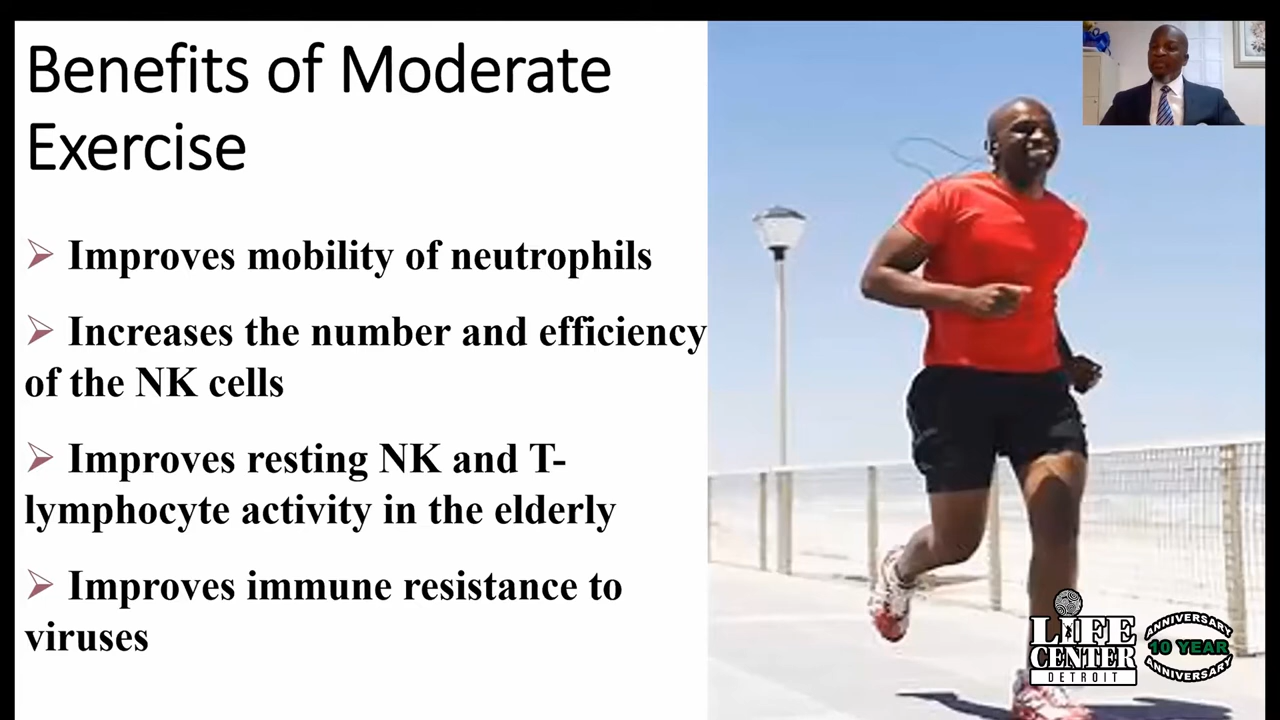 Benefits of Moderate
Exercise
Improves mobility of neutrophils
Increases the number and efficiency
of the NK cells
Improves resting NK and T-
lymphocyte activity in the elderly
Improves immune resistance to
viruses
LIFE
CENTER
DETROIT
ANNIVERSARY
10 YEAR
ANNIVERSARY